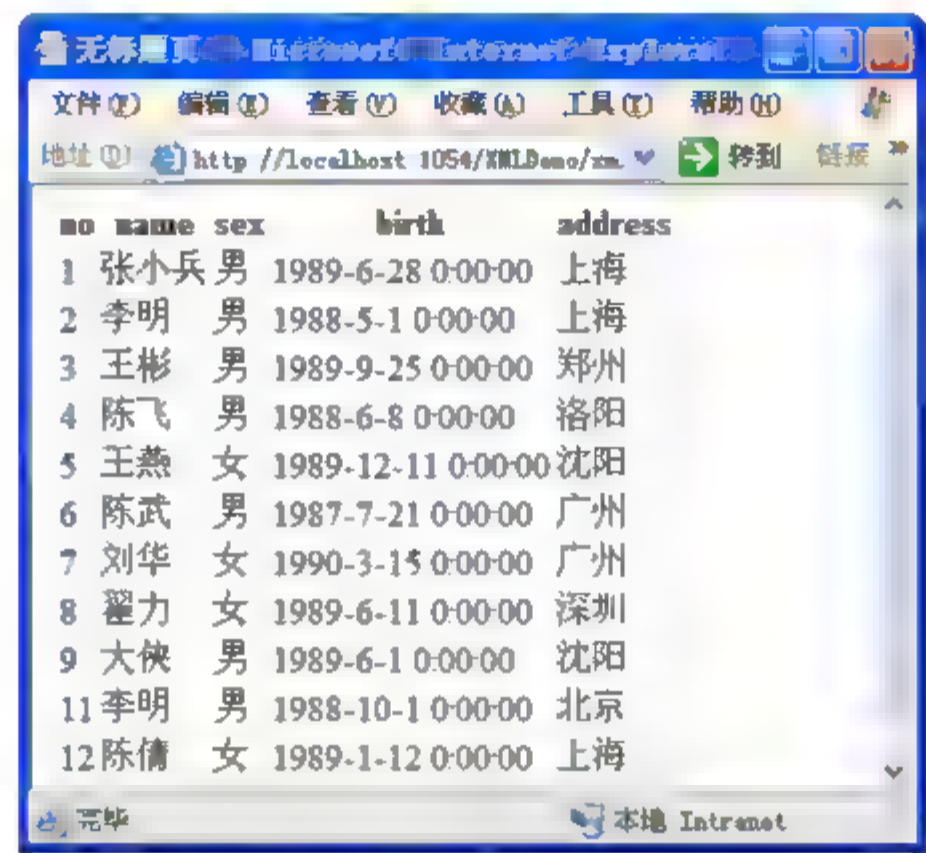 无标题页 - Microsoft Internet Explorer
文件(F) 编辑(E) 查看(V) 收藏(A) 工具(T) 帮助(H)
地址(D) http://localhost:1054/XMLDemo/xm 转到 链接 »
no name sex birth address
1 张小兵 男 1989-6-28 0:00:00 上海
2 李明 男 1988-5-1 0:00:00 上海
3 王彬 男 1989-9-25 0:00:00 郑州
4 陈飞 男 1988-6-8 0:00:00 洛阳
5 王燕 女 1989-12-11 0:00:00 沈阳
6 陈武 男 1987-7-21 0:00:00 广州
7 刘华 女 1990-3-15 0:00:00 广州
8 翟力 女 1989-6-11 0:00:00 深圳
9 大侠 男 1989-6-1 0:00:00 沈阳
11 李明 男 1988-10-1 0:00:00 北京
12 陈倩 女 1989-1-12 0:00:00 上海
完毕 本地 Intranet